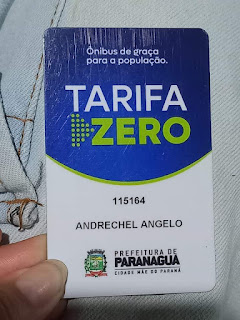 Ônibus de graça
para a população.
TARIFA
ZERO
115164
ANDRECHEL ANGELO
PREFEITURA DE
PARANAGUÁ
CIDADE MÃE DO PARANÁ